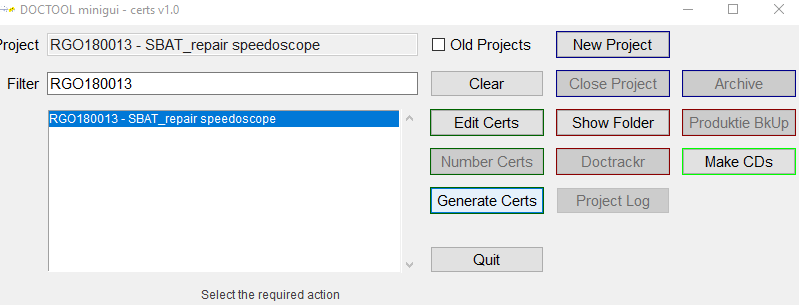 DOCTOOL minigui - certs v1.0
Project RGO180013 - SBAT_repair speedoscope Old Projects New Project
Filter RGO180013 Clear Close Project Archive
RGO180013 - SBAT_repair speedoscope Edit Certs Show Folder Produktie BkUp
Number Certs Doctrackr Make CDs
Generate Certs Project Log
Quit
Select the required action